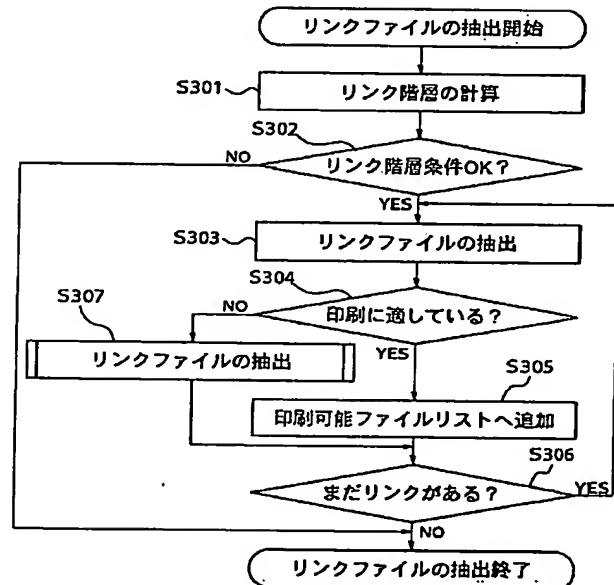 リンクファイルの抽出開始
S301
リンク階層の計算
S302
NO
リンク階層条件OK？
YES
S303
リンクファイルの抽出
S304
NO
印刷に適している？
S307
YES
リンクファイルの抽出
S305
印刷可能ファイルリストへ追加
S306
まだリンクがある？
YES
NO
リンクファイルの抽出終了